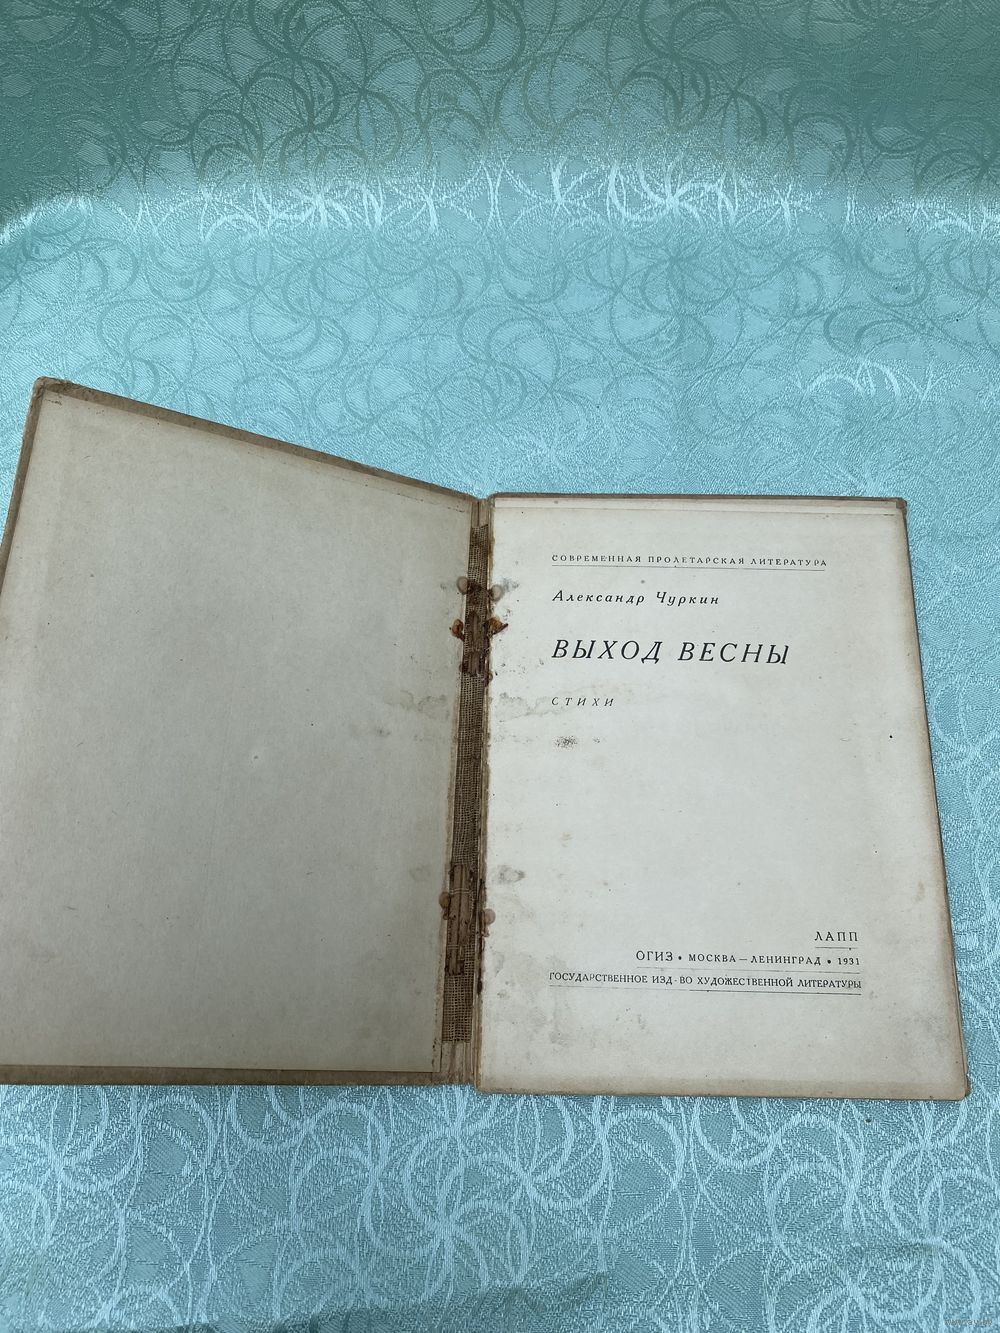 СОВРЕМЕННАЯ ПРОЛЕТАРСКАЯ ЛИТЕРАТУРА
Александр Чуркин
ВЫХОД ВЕСНЫ
СТИХИ
ЛАПП
ОГИЗ • МОСКВА — ЛЕНИНГРАД • 1931
ГОСУДАРСТВЕННОЕ ИЗД-ВО ХУДОЖЕСТВЕННОЙ ЛИТЕРАТУРЫ